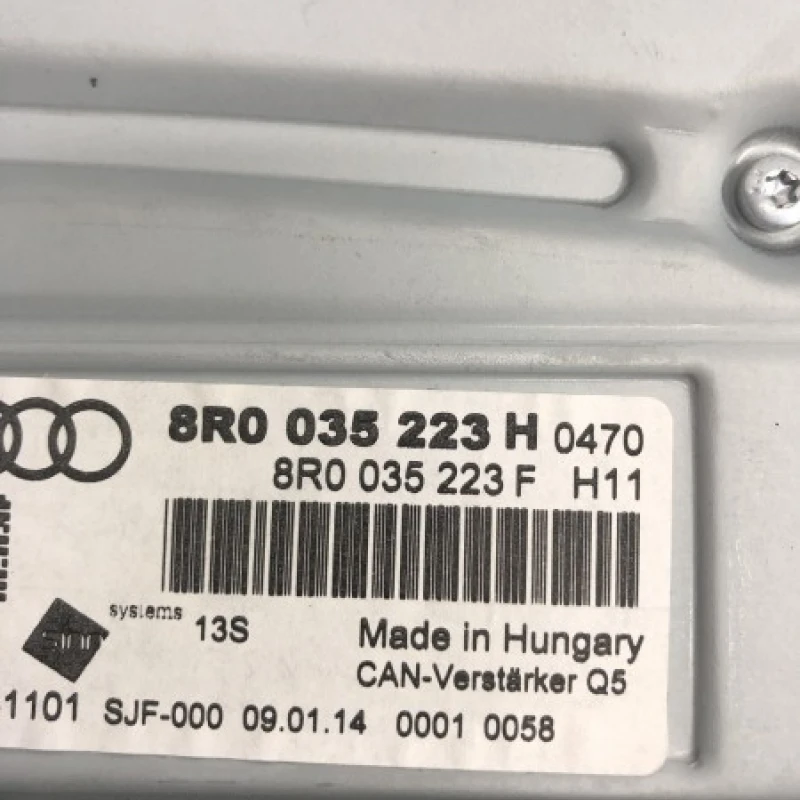 8R0 035 223 H 0470
8R0 035 223 F H11
systems 13S
Made in Hungary
CAN-Verstärker Q5
1101 SJF-000 09.01.14 0001 0058